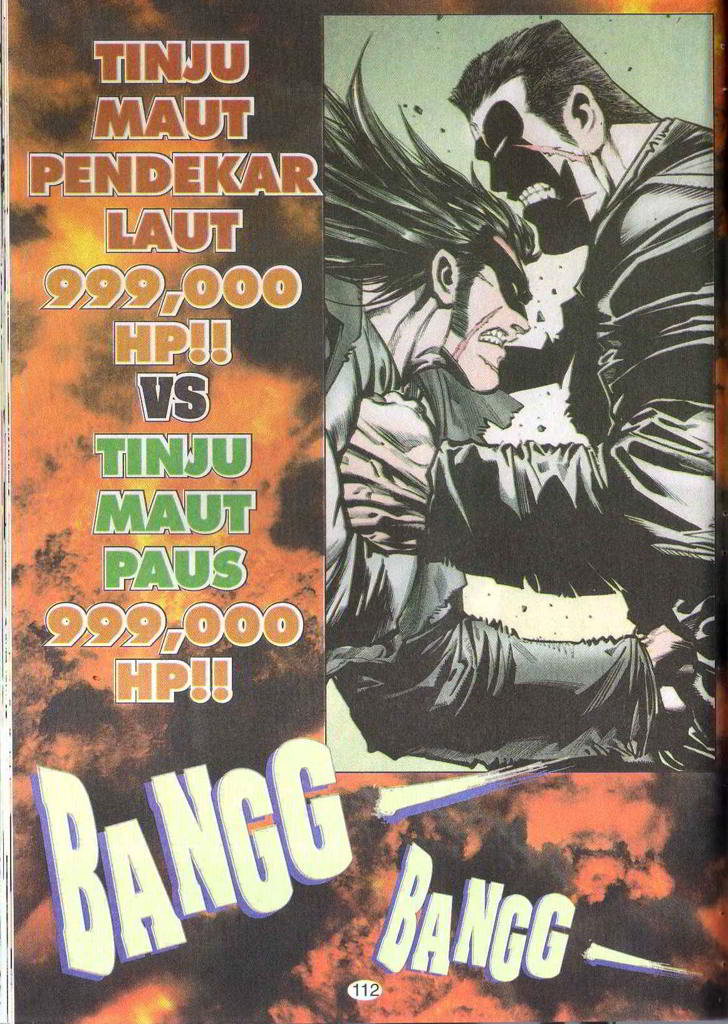 TINJU
MAUT
PENDEKAR
LAUT
999,000
HP!!
VS
TINJU
MAUT
PAUS
999,000
HP!!
BANGG
BANGG
112